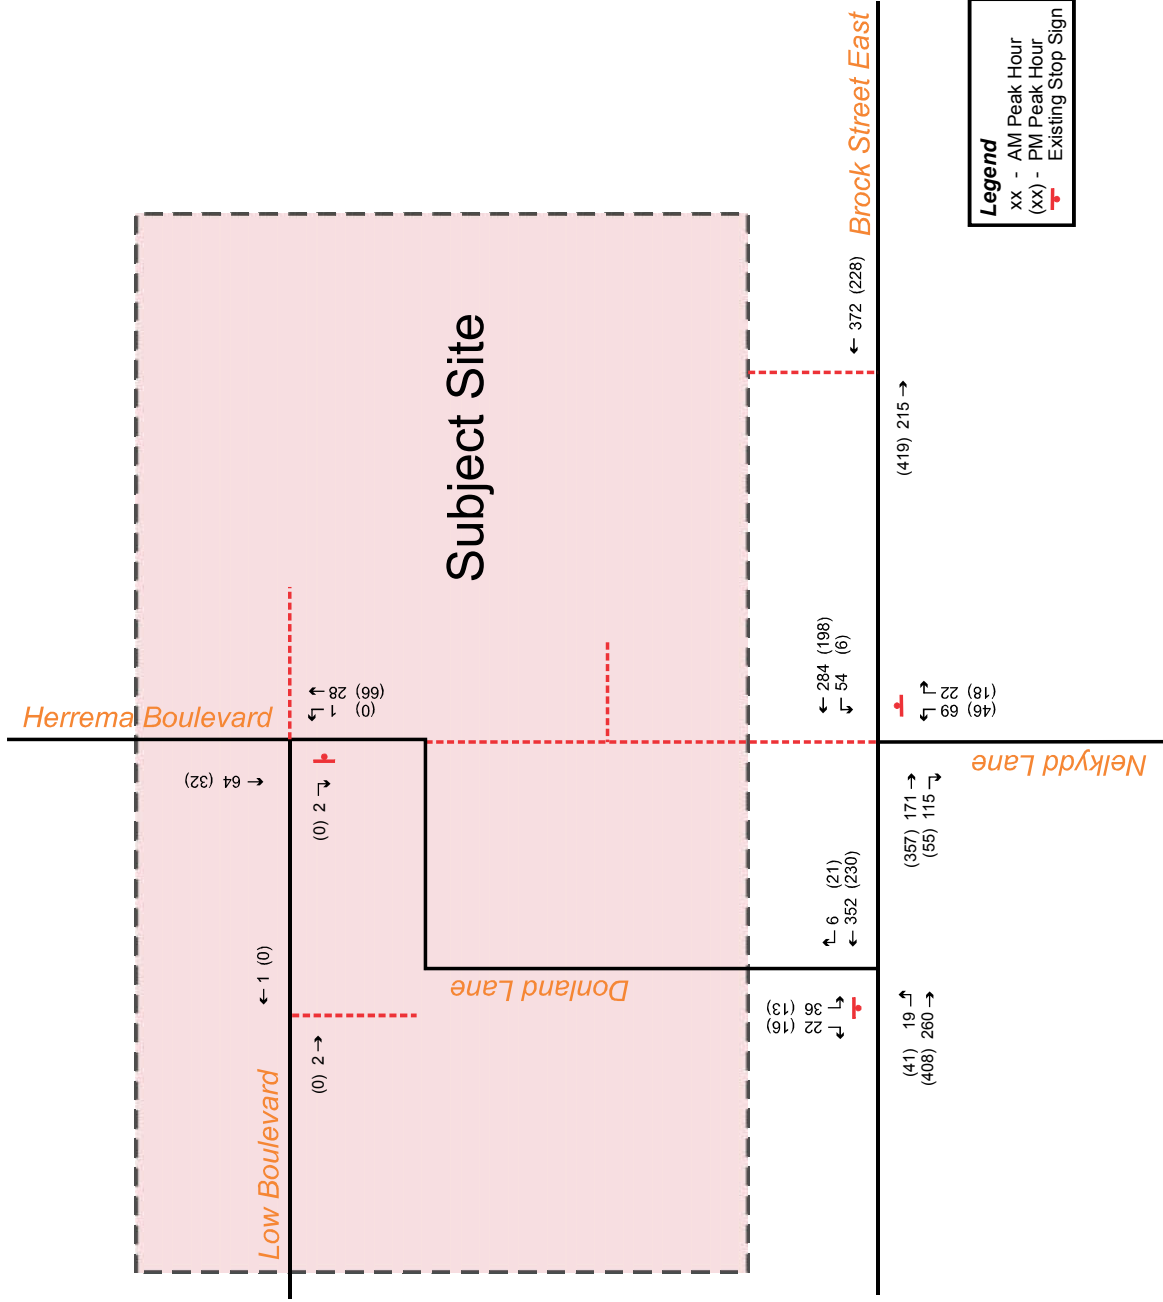 Herrema Boulevard
(32) 64
28 (66)
1 (0)
(0) 2
1 (0)
(0) 2
Low Boulevard
Subject Site
Donland Lane
Brock Street East
372 (228)
(419) 215
284 (198)
54 (6)
69 (46)
22 (18)
(357) 171
(55) 115
Nelkydd Lane
6 (21)
352 (230)
22 (16)
36 (13)
(41) 19
(408) 260
Legend
xx - AM Peak Hour
(xx) - PM Peak Hour
Existing Stop Sign